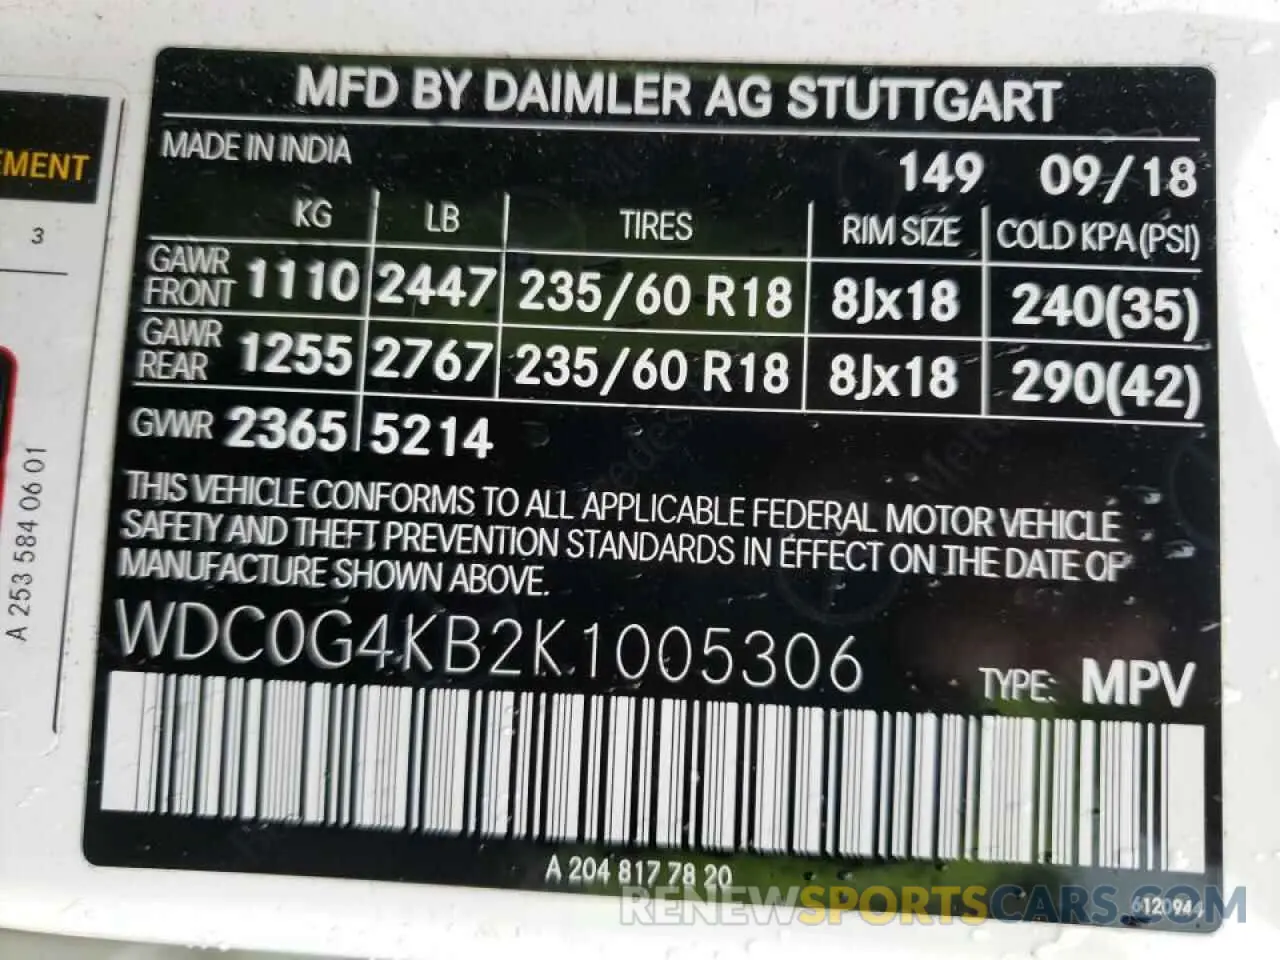 MFD BY DAIMLER AG STUTTGART
MADE IN INDIA
149 09/18
KG LB TIRES RIM SIZE COLD KPA (PSI)
GAWR FRONT 1110 2447 235/60 R18 8Jx18 240(35)
GAWR REAR 1255 2767 235/60 R18 8Jx18 290(42)
GVWR 2365 5214
THIS VEHICLE CONFORMS TO ALL APPLICABLE FEDERAL MOTOR VEHICLE
SAFETY AND THEFT PREVENTION STANDARDS IN EFFECT ON THE DATE OF
MANUFACTURE SHOWN ABOVE.
WDC0G4KB2K1005306
TYPE: MPV
A 204 817 78 20
6120944
EMENT
3
A 253 584 06 01
RENEWSPORTSCARS.COM